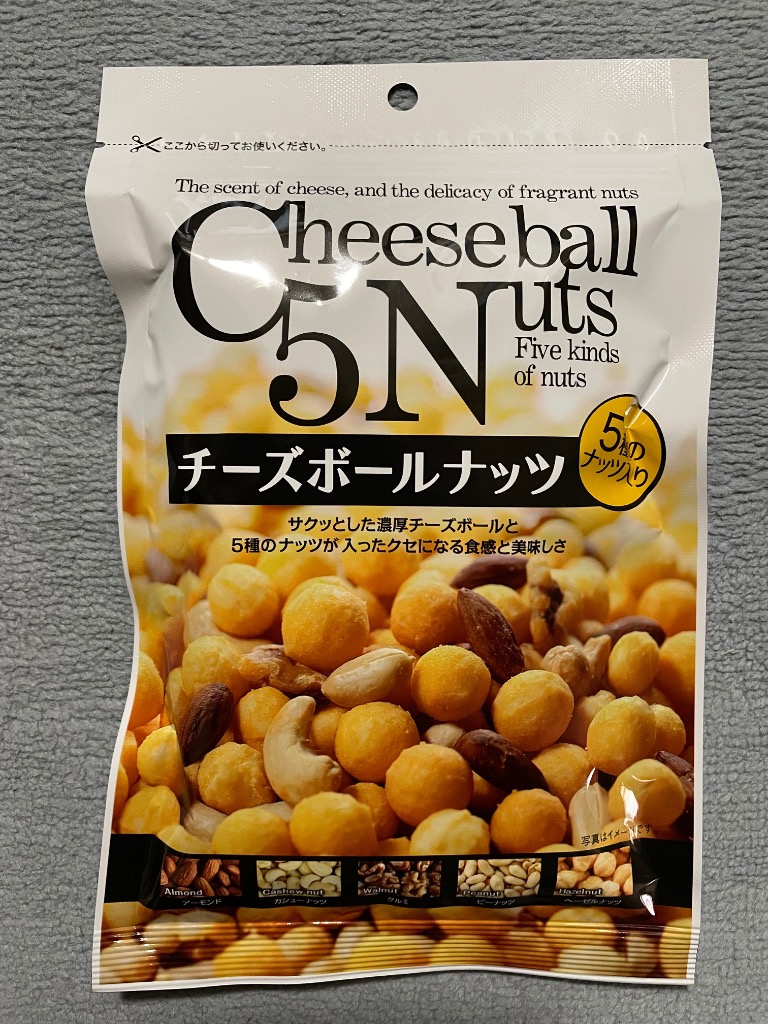 ここから切ってお使いください。
The scent of cheese, and the delicacy of fragrant nuts
Cheese ball
5 Nuts
Five kinds
of nuts
チーズボールナッツ
5種の
ナッツ入り
サクッとした濃厚チーズボールと
5種のナッツが入ったクセになる食感と美味しさ
写真はイメージです。
Almond
アーモンド
Cashew nut
カシューナッツ
Walnut
クルミ
Peanut
ピーナッツ
Hazelnut
ヘーゼルナッツ